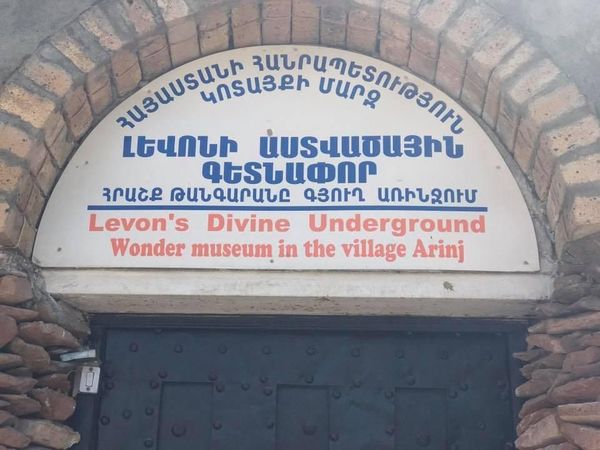 ՀԱՅԱՍՏԱՆԻ ՀԱՆՐԱՊԵՏՈՒԹՅՈՒՆ
ԿՈՏԱՅՔԻ ՄԱՐԶ
ԼԵՎՈՆԻ ԱՍՏՎԱԾԱՅԻՆ
ԳԵՏՆԱՓՈՐ
ՀՐԱՇՔ ԹԱՆԳԱՐԱՆԸ ԳՅՈՒՂ ԱՌԻՆՋՈՒՄ
Levon's Divine Underground
Wonder museum in the village Arinj